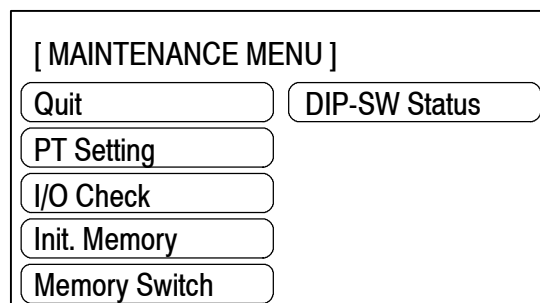 [ MAINTENANCE MENU ]
Quit
DIP-SW Status
PT Setting
I/O Check
Init. Memory
Memory Switch